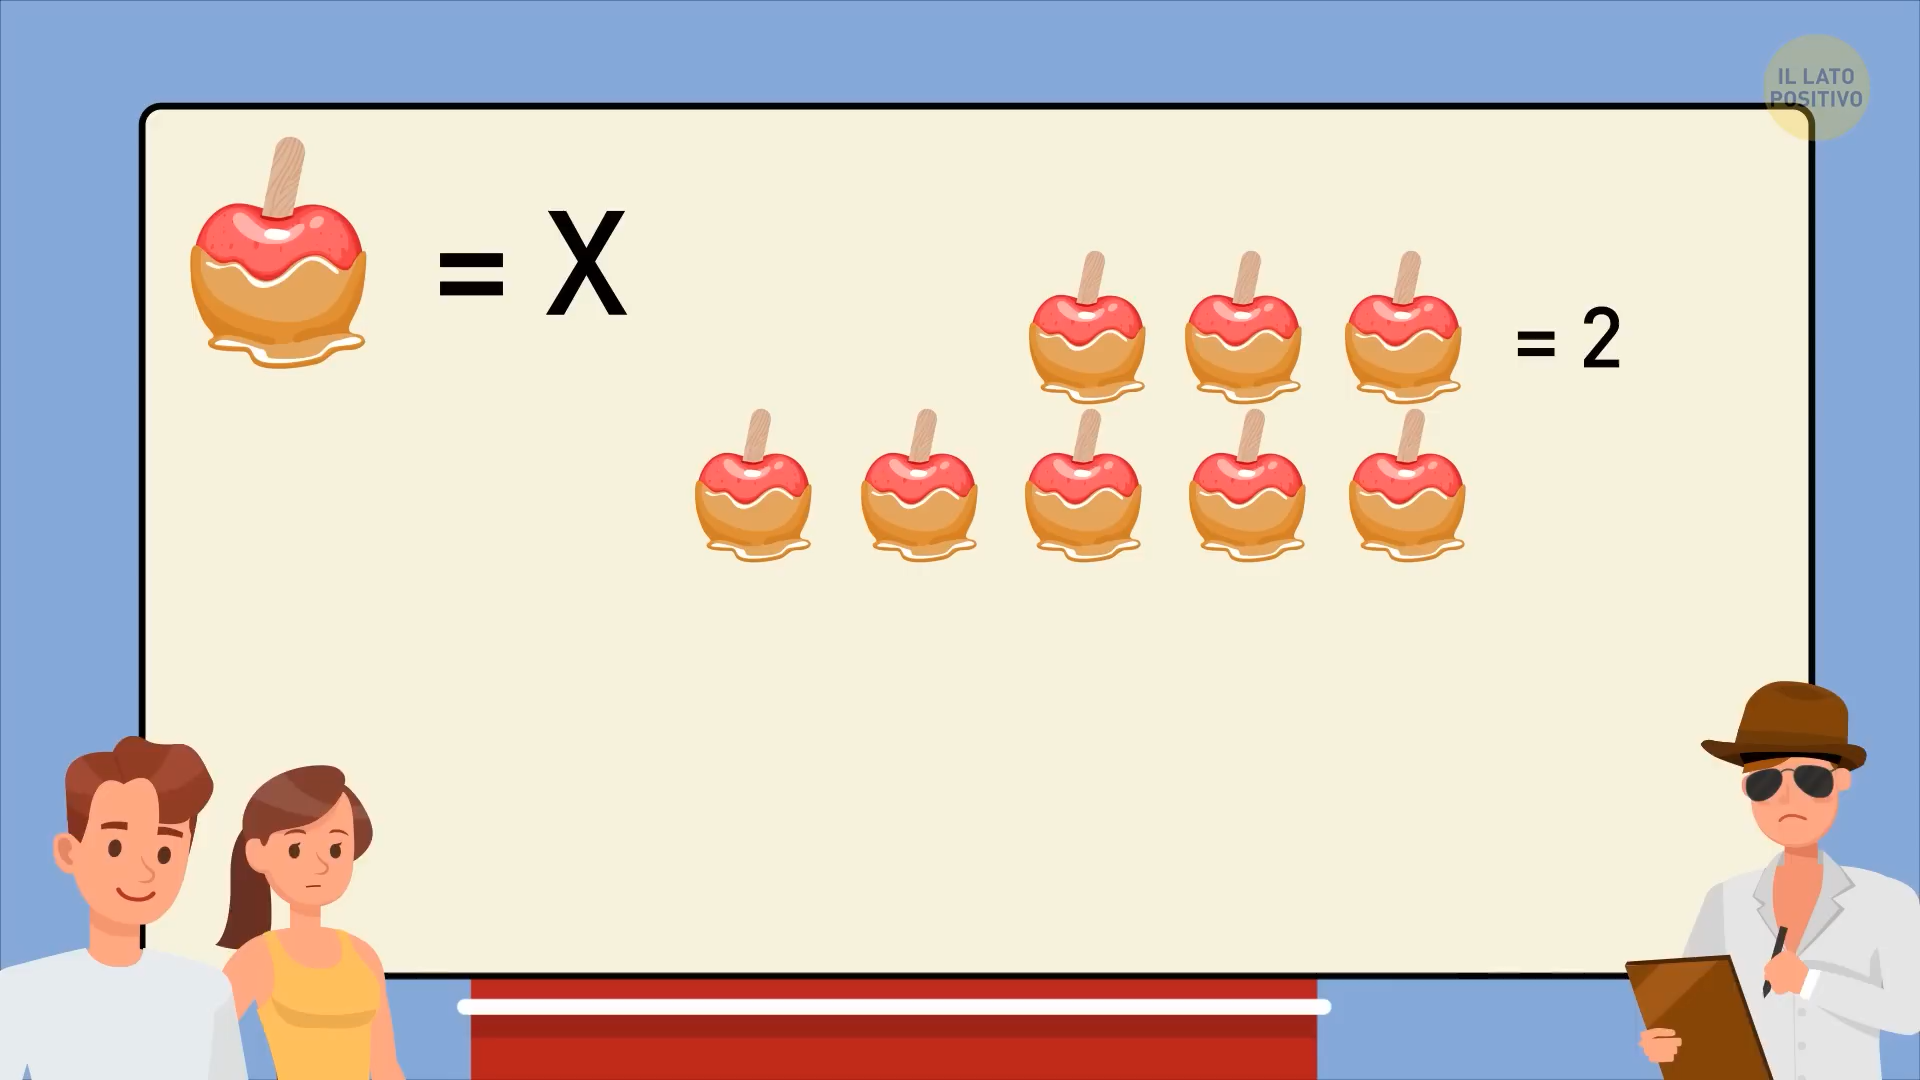 IL LATO
POSITIVO
= X
= 2